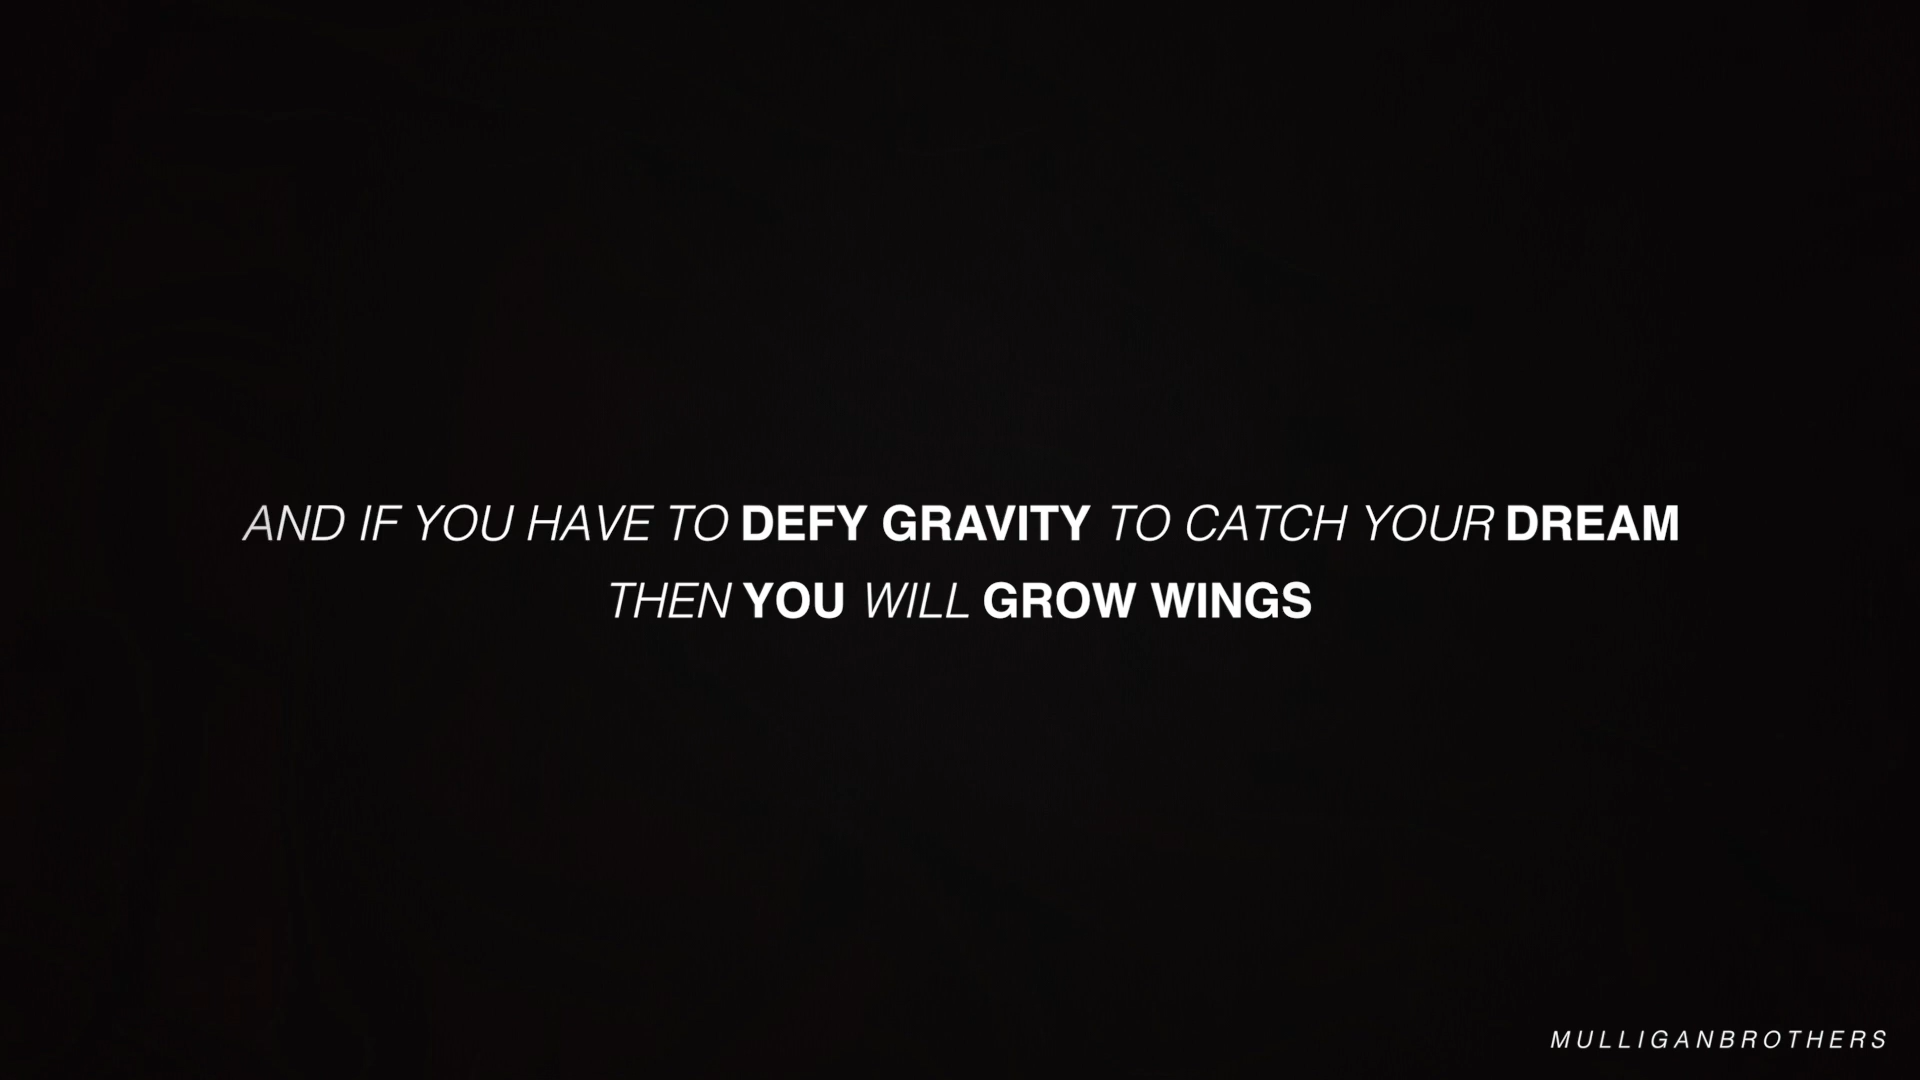 AND IF YOU HAVE TO DEFY GRAVITY TO CATCH YOUR DREAM
THEN YOU WILL GROW WINGS
MULLIGANBROTHERS